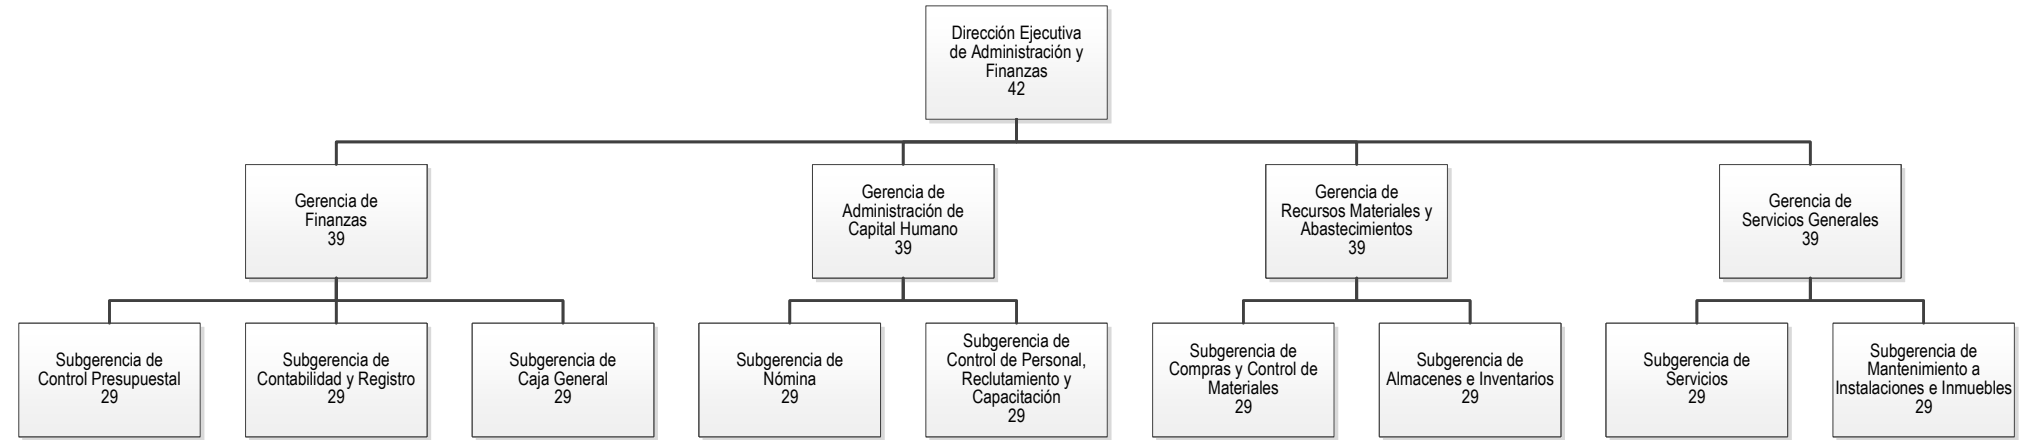 Dirección Ejecutiva
de Administración y
Finanzas
42
Gerencia de
Finanzas
39
Gerencia de
Administración de
Capital Humano
39
Gerencia de
Recursos Materiales y
Abastecimientos
39
Gerencia de
Servicios Generales
39
Subgerencia de
Control Presupuestal
29
Subgerencia de
Contabilidad y Registro
29
Subgerencia de
Caja General
29
Subgerencia de
Nómina
29
Subgerencia de
Control de Personal,
Reclutamiento y
Capacitación
29
Subgerencia de
Compras y Control de
Materiales
29
Subgerencia de
Almacenes e Inventarios
29
Subgerencia de
Servicios
29
Subgerencia de
Mantenimiento a
Instalaciones e Inmuebles
29